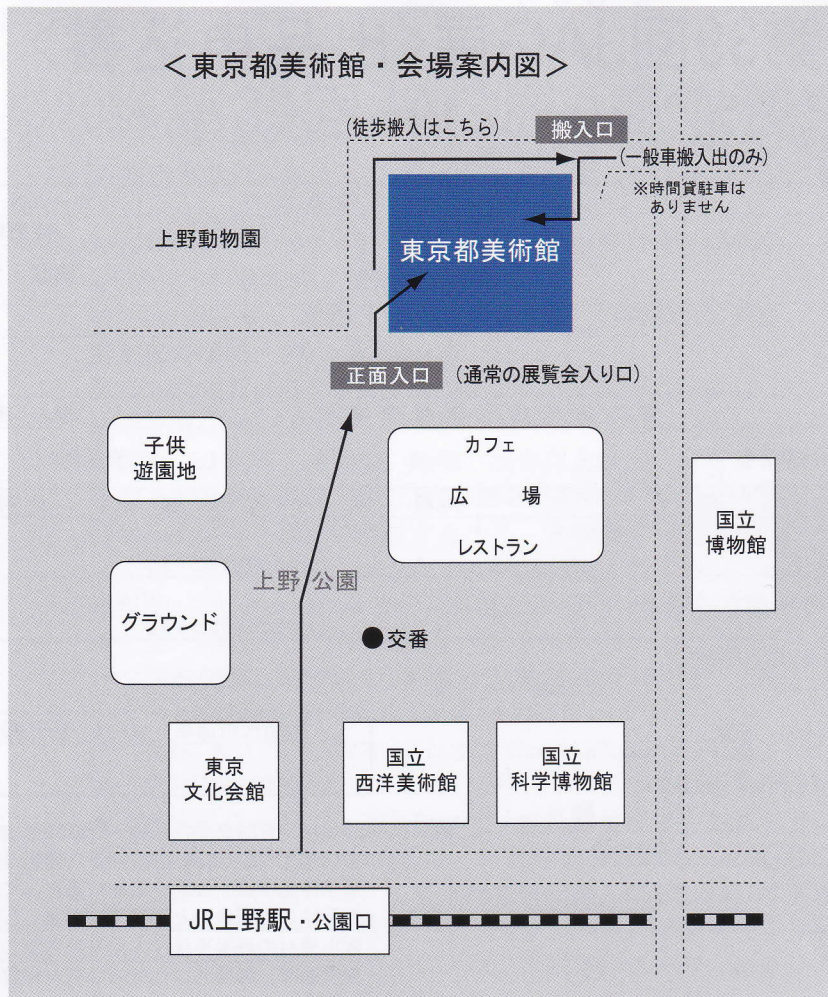 ＜東京都美術館・会場案内図＞
(徒歩搬入はこちら)
搬入口
(一般車搬入出のみ)
※時間貸駐車は
ありません
上野動物園
東京都美術館
正面入口
(通常の展覧会入り口)
子供
遊園地
カフェ
広　場
レストラン
国立
博物館
上野公園
グラウンド
●交番
東京
文化会館
国立
西洋美術館
国立
科学博物館
JR上野駅・公園口